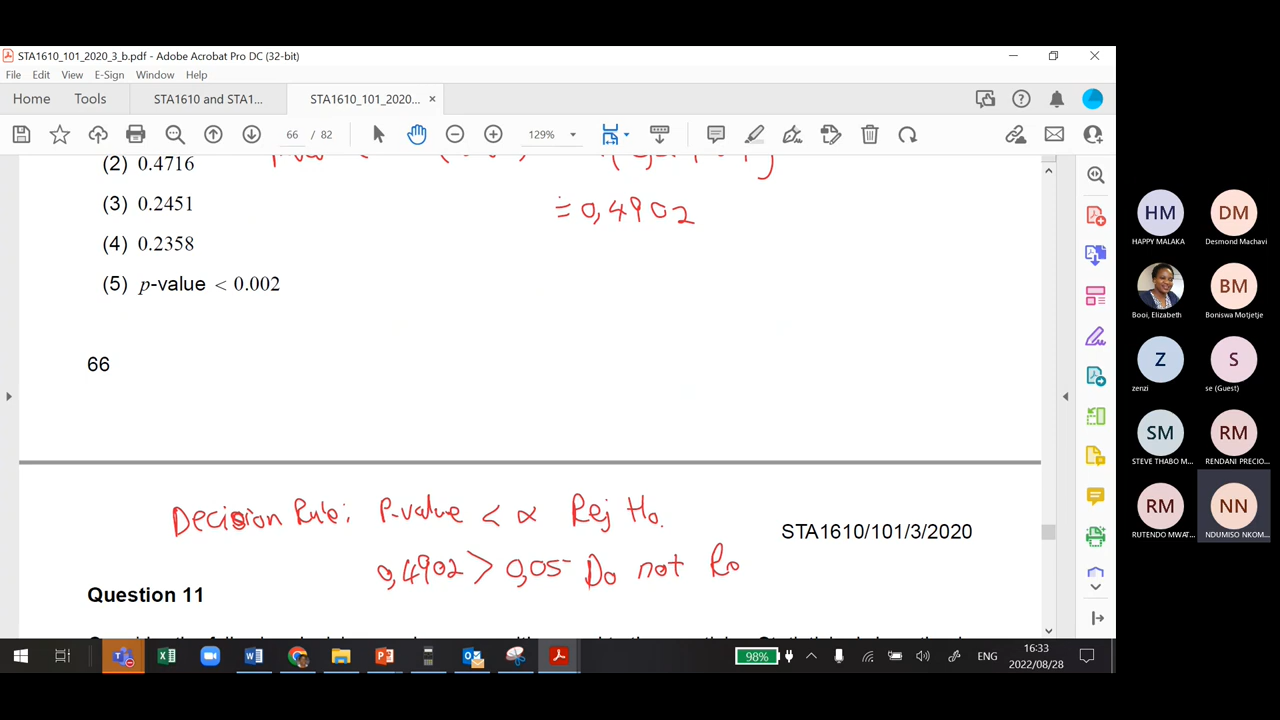 STA1610_101_2020_3_b.pdf - Adobe Acrobat Pro DC (32-bit)
File Edit View E-Sign Window Help
Home Tools STA1610 and STA1... STA1610_101_2020... ×
66 / 82 129%
(2) 0.4716
(3) 0.2451
= 0,4902
(4) 0.2358
(5) p-value < 0.002
66
Decision Rule: P-value < α Rej Ho.
STA1610/101/3/2020
0,4902 > 0,05 Do not Re
Question 11
HM
HAPPY MALAKA
DM
Desmond Machavi
Booi, Elizabeth
BM
Boniswa Motjetje
Z
zenzi
S
se (Guest)
SM
STEVE THABO M...
RM
RENDANI PRECIO...
RM
RUTENDO MWAT...
NN
NDUMISO NKOM...
98% ENG 16:33
2022/08/28